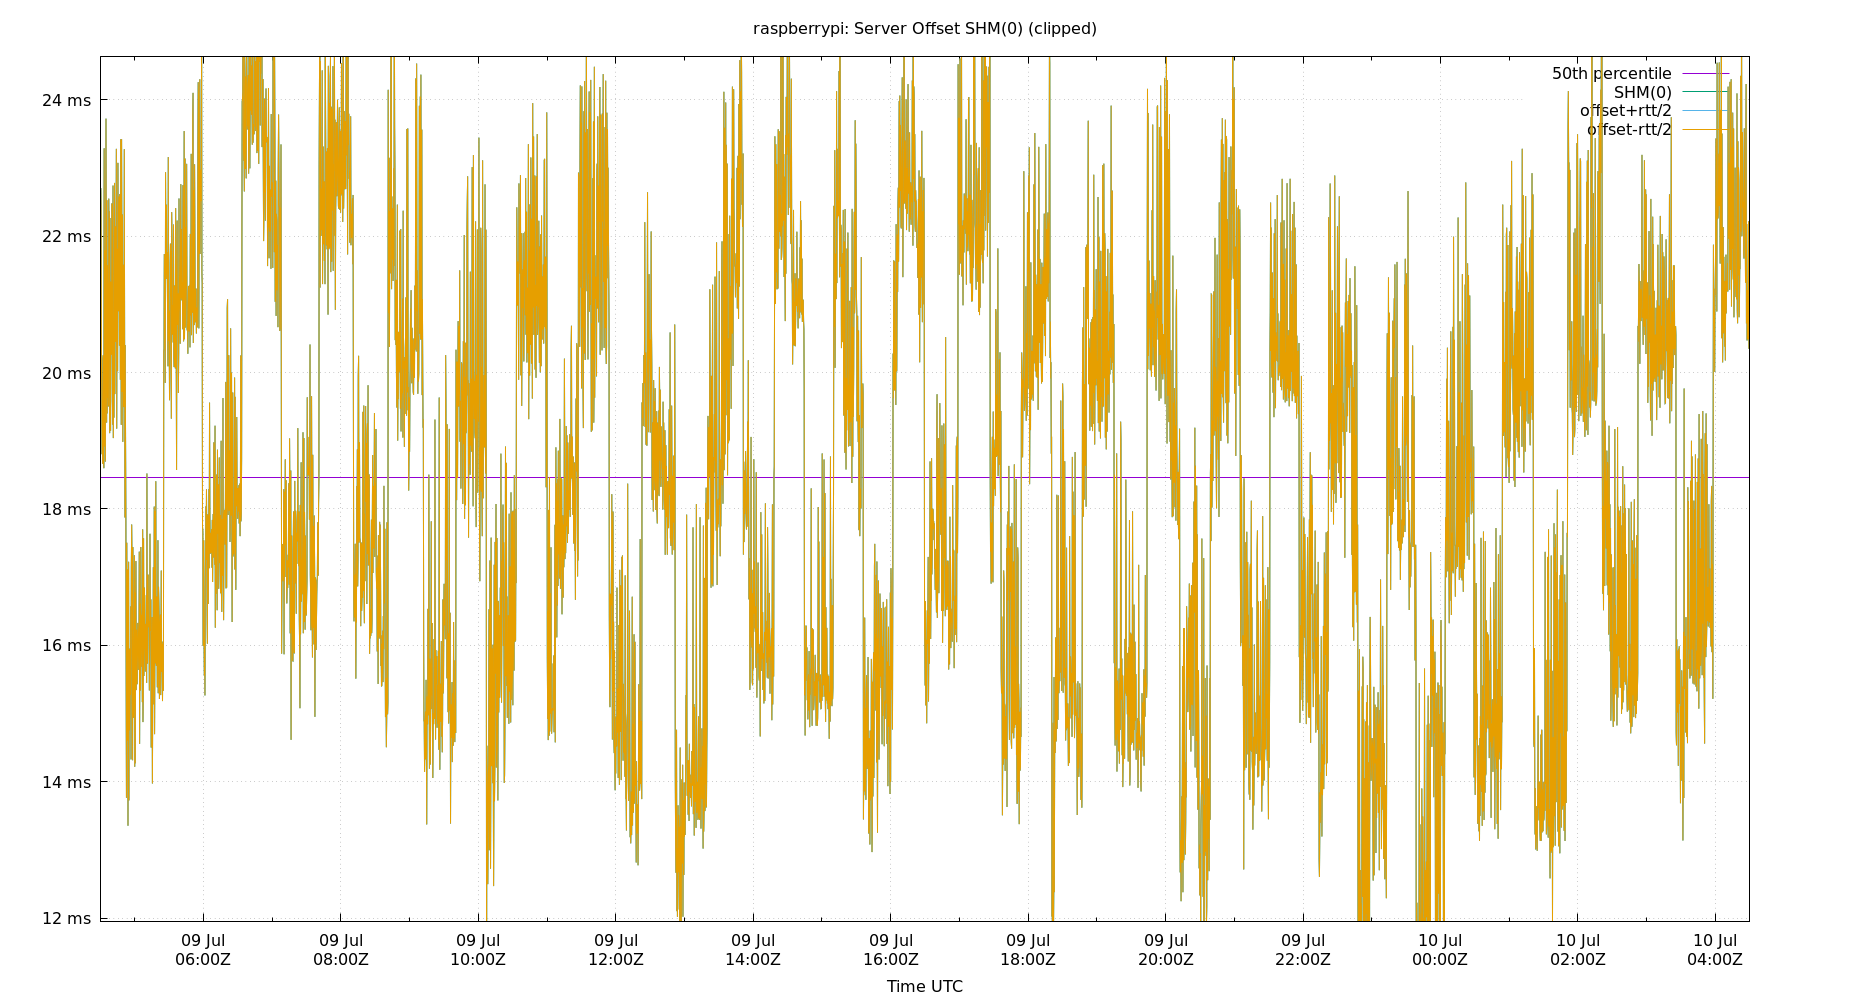 raspberrypi: Server Offset SHM(0) (clipped)
50th percentile
SHM(0)
offset+rtt/2
offset-rtt/2
24 ms
22 ms
20 ms
18 ms
16 ms
14 ms
12 ms
09 Jul 09 Jul 09 Jul 09 Jul 09 Jul 09 Jul 09 Jul 09 Jul 09 Jul 10 Jul 10 Jul 10 Jul
06:00Z 08:00Z 10:00Z 12:00Z 14:00Z 16:00Z 18:00Z 20:00Z 22:00Z 00:00Z 02:00Z 04:00Z
Time UTC